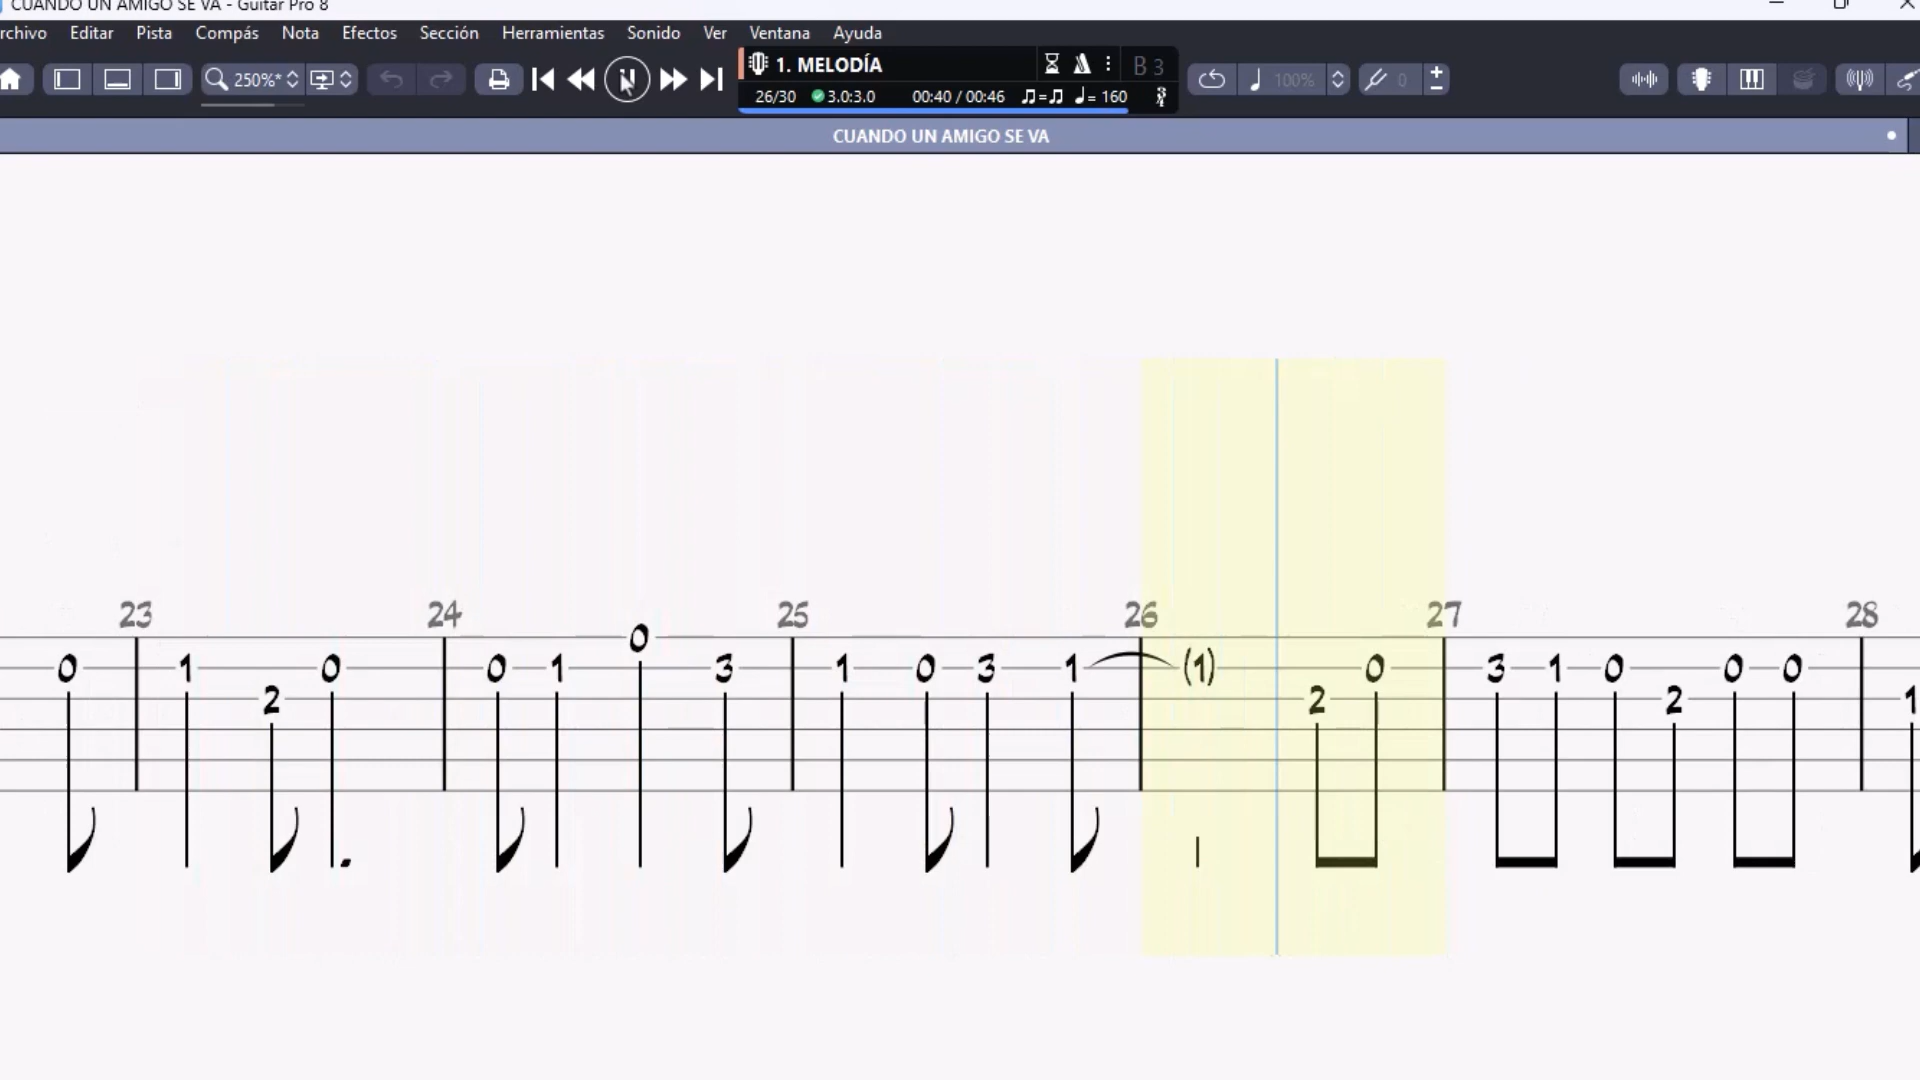 CUANDO UN AMIGO SE VA - Guitar Pro 8
rchivo Editar Pista Compás Nota Efectos Sección Herramientas Sonido Ver Ventana Ayuda
250%* 1. MELODÍA B 3 100% 0
26/30 3.0:3.0 00:40 / 00:46 ♫=♫ ♩= 160
CUANDO UN AMIGO SE VA
23 24 25 26 27 28
0
0 1 0 0 1 3 1 0 3 1 (1) 0 3 1 0 0 0
2 2 2 1